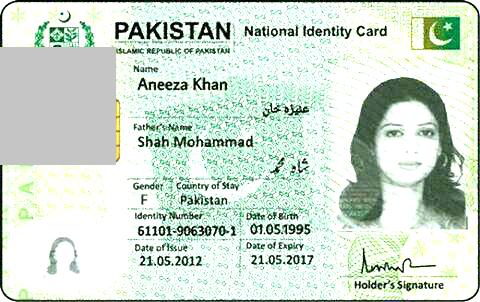 PAKISTAN National Identity Card
ISLAMIC REPUBLIC OF PAKISTAN
Name
Aneeza Khan
عنیزہ خان
Father's Name
Shah Mohammad
شاہ محمد
Gender Country of Stay
F Pakistan
Identity Number Date of Birth
61101-9063070-1 01.05.1995
Date of Issue Date of Expiry
21.05.2012 21.05.2017
Holder's Signature